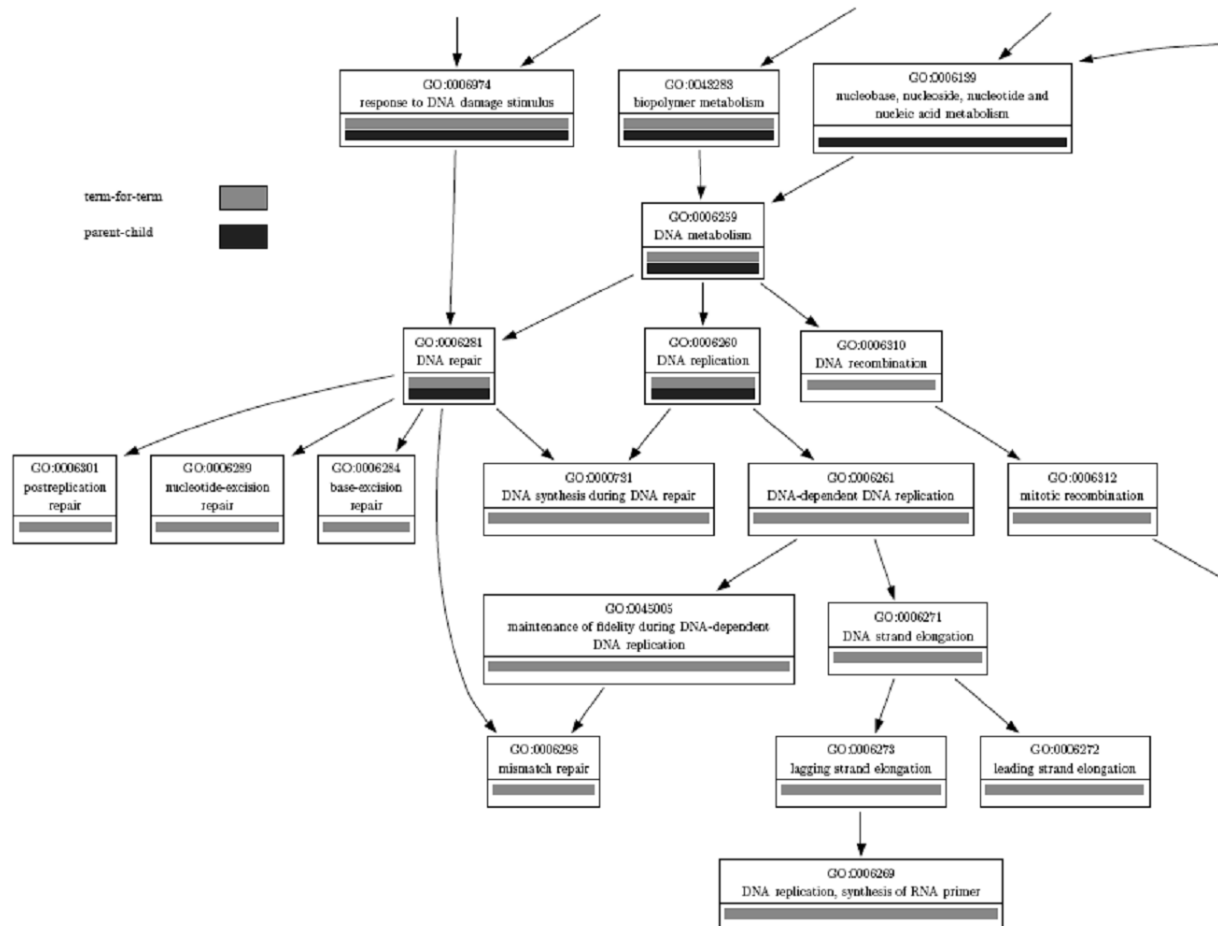 GO:0006974
response to DNA damage stimulus
GO:0043283
biopolymer metabolism
GO:0006139
nucleobase, nucleoside, nucleotide and
nucleic acid metabolism
term-for-term
parent-child
GO:0006259
DNA metabolism
GO:0006281
DNA repair
GO:0006260
DNA replication
GO:0006310
DNA recombination
GO:0006301
postreplication
repair
GO:0006289
nucleotide-excision
repair
GO:0006284
base-excision
repair
GO:0000731
DNA synthesis during DNA repair
GO:0006261
DNA-dependent DNA replication
GO:0006312
mitotic recombination
GO:0045005
maintenance of fidelity during DNA-dependent
DNA replication
GO:0006271
DNA strand elongation
GO:0006298
mismatch repair
GO:0006273
lagging strand elongation
GO:0006272
leading strand elongation
GO:0006269
DNA replication, synthesis of RNA primer